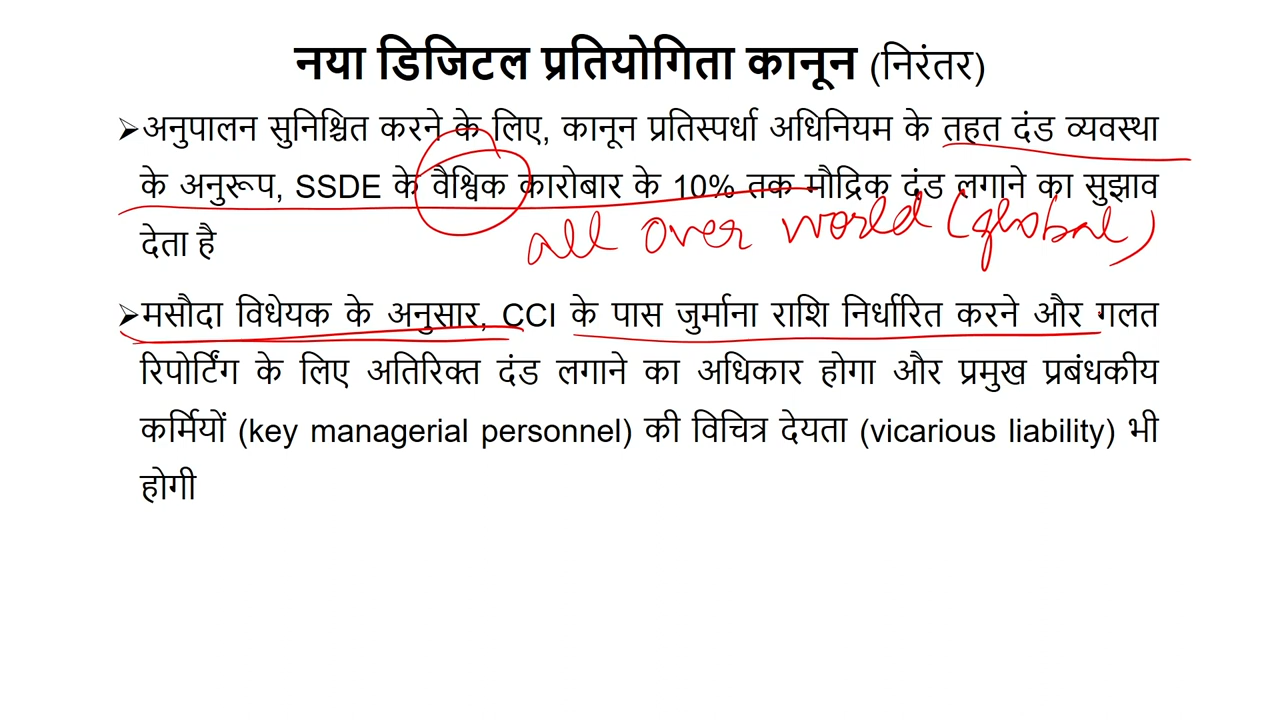 नया डिजिटल प्रतियोगिता कानून (निरंतर)
➢अनुपालन सुनिश्चित करने के लिए, कानून प्रतिस्पर्धा अधिनियम के तहत दंड व्यवस्था
के अनुरूप, SSDE के वैश्विक कारोबार के 10% तक मौद्रिक दंड लगाने का सुझाव
देता है
all over world (global)
➢मसौदा विधेयक के अनुसार, CCI के पास जुर्माना राशि निर्धारित करने और गलत
रिपोर्टिंग के लिए अतिरिक्त दंड लगाने का अधिकार होगा और प्रमुख प्रबंधकीय
कर्मियों (key managerial personnel) की विचित्र देयता (vicarious liability) भी
होगी